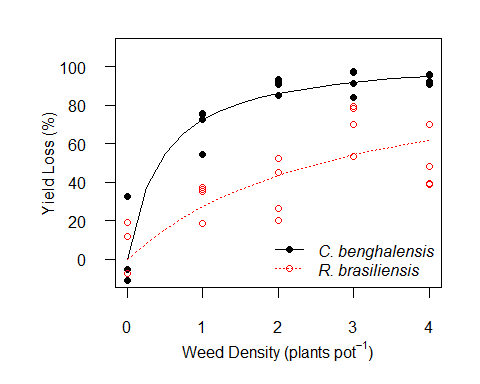 Yield Loss (%)
100
80
60
40
20
0
C. benghalensis
R. brasiliensis
0 1 2 3 4
Weed Density (plants pot⁻¹)